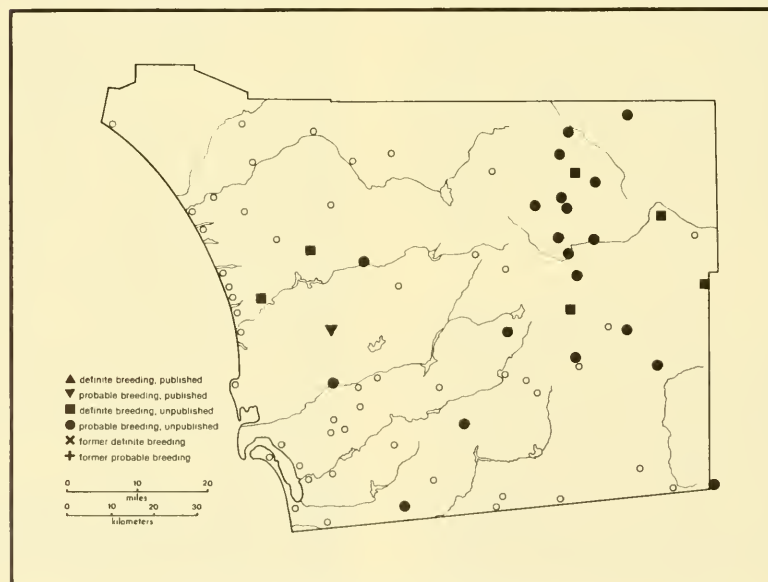 definite breeding, published
probable breeding, published
definite breeding, unpublished
probable breeding, unpublished
former definite breeding
former probable breeding
0 10 20
miles
0 10 20 30
kilometers